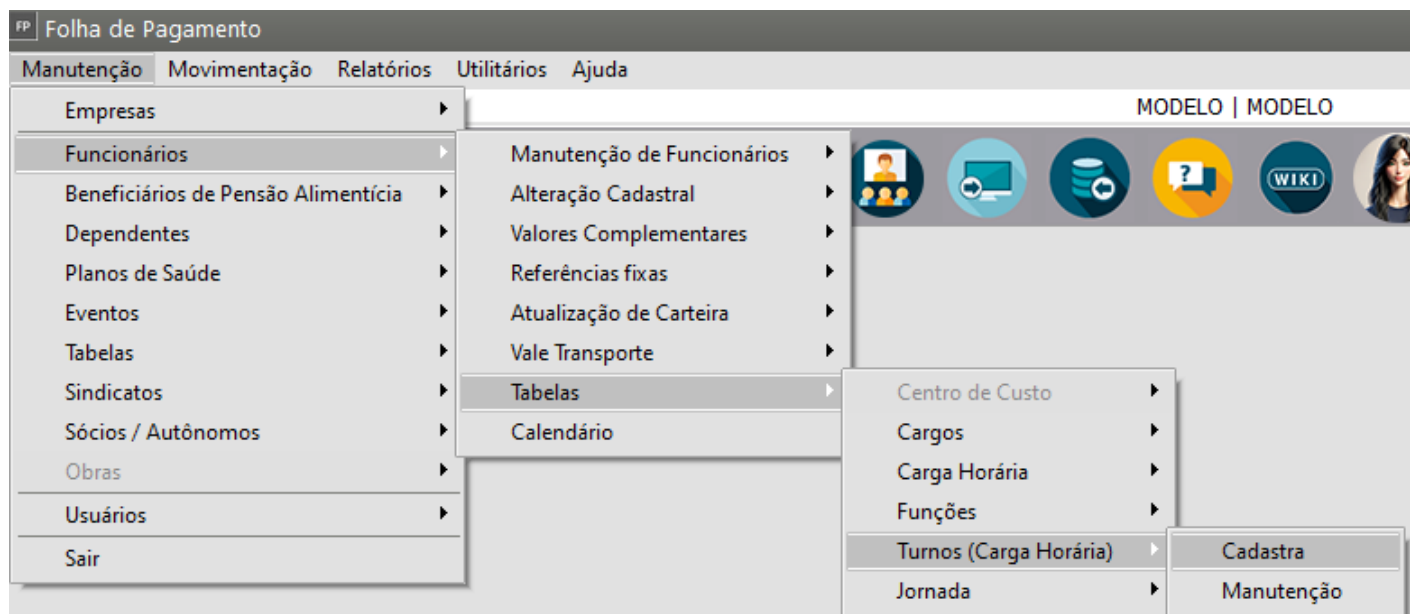 FP Folha de Pagamento
Manutenção Movimentação Relatórios Utilitários Ajuda
MODELO | MODELO
Empresas
Funcionários
Beneficiários de Pensão Alimentícia
Dependentes
Planos de Saúde
Eventos
Tabelas
Sindicatos
Sócios / Autônomos
Obras
Usuários
Sair
Manutenção de Funcionários
Alteração Cadastral
Valores Complementares
Referências fixas
Atualização de Carteira
Vale Transporte
Tabelas
Calendário
?
WIKI
Centro de Custo
Cargos
Carga Horária
Funções
Turnos (Carga Horária)
Jornada
Cadastra
Manutenção